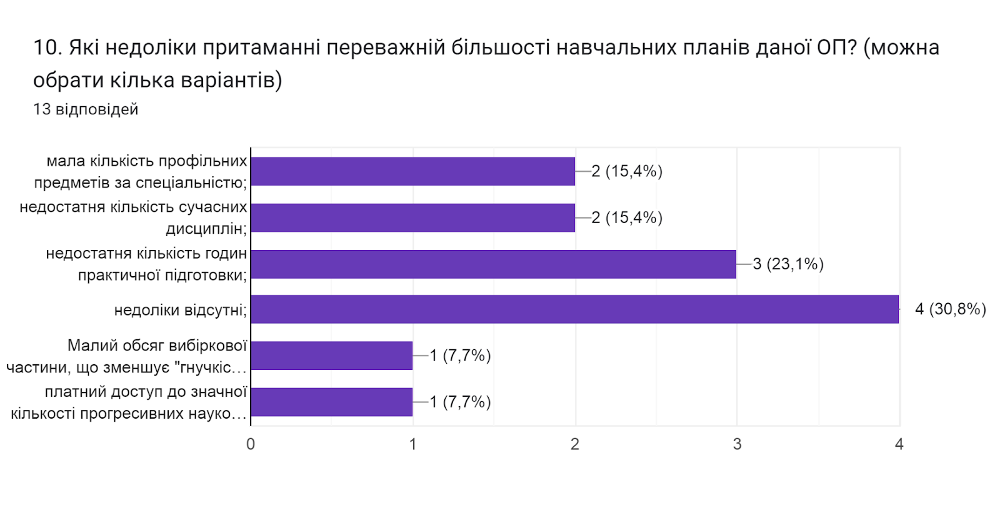 10. Які недоліки притаманні переважній більшості навчальних планів даної ОП? (можна
обрати кілька варіантів)
13 відповідей
мала кількість профільних
предметів за спеціальністю;
2 (15,4%)
недостатня кількість сучасних
дисциплін;
2 (15,4%)
недостатня кількість годин
практичної підготовки;
3 (23,1%)
недоліки відсутні;
4 (30,8%)
Малий обсяг вибіркової
частини, що зменшує "гнучкіс…
1 (7,7%)
платний доступ до значної
кількості прогресивних науко…
1 (7,7%)
0 1 2 3 4